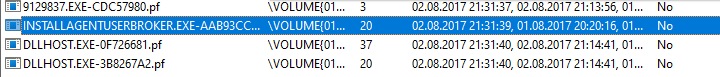 9129837.EXE-CDC57980.pf \VOLUME{01... 3 02.08.2017 21:31:40, 02.08.2017 21:13:56, 01... No
INSTALLAGENTUSERBROKER.EXE-AAB93CC... \VOLUME{01... 20 02.08.2017 21:31:39, 01.08.2017 20:20:16, 01... No
DLLHOST.EXE-0F726681.pf \VOLUME{01... 37 02.08.2017 21:31:40, 02.08.2017 21:14:41, 01... No
DLLHOST.EXE-3B8267A2.pf \VOLUME{01... 20 02.08.2017 21:31:40, 02.08.2017 21:14:41, 01... No